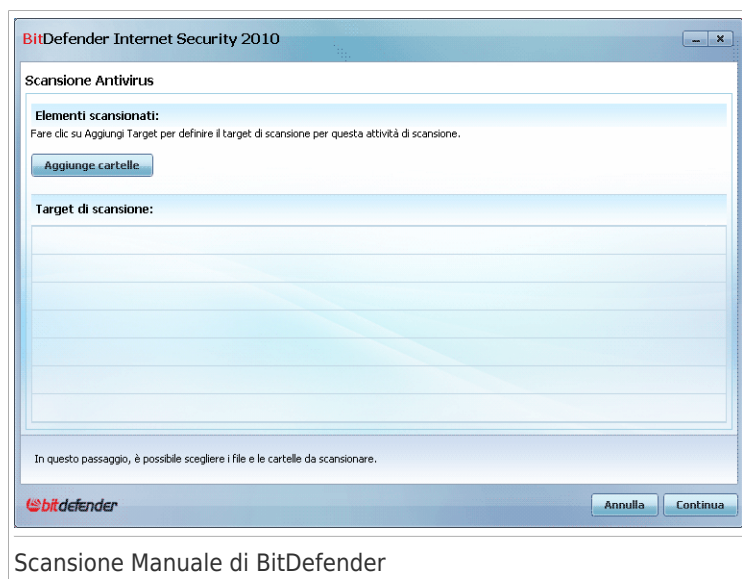 BitDefender Internet Security 2010
Scansione Antivirus
Elementi scansionati:
Fare clic su Aggiungi Target per definire il target di scansione per questa attività di scansione.
Aggiunge cartelle
Target di scansione:
In questo passaggio, è possibile scegliere i file e le cartelle da scansionare.
bitdefender
Annulla Continua
Scansione Manuale di BitDefender